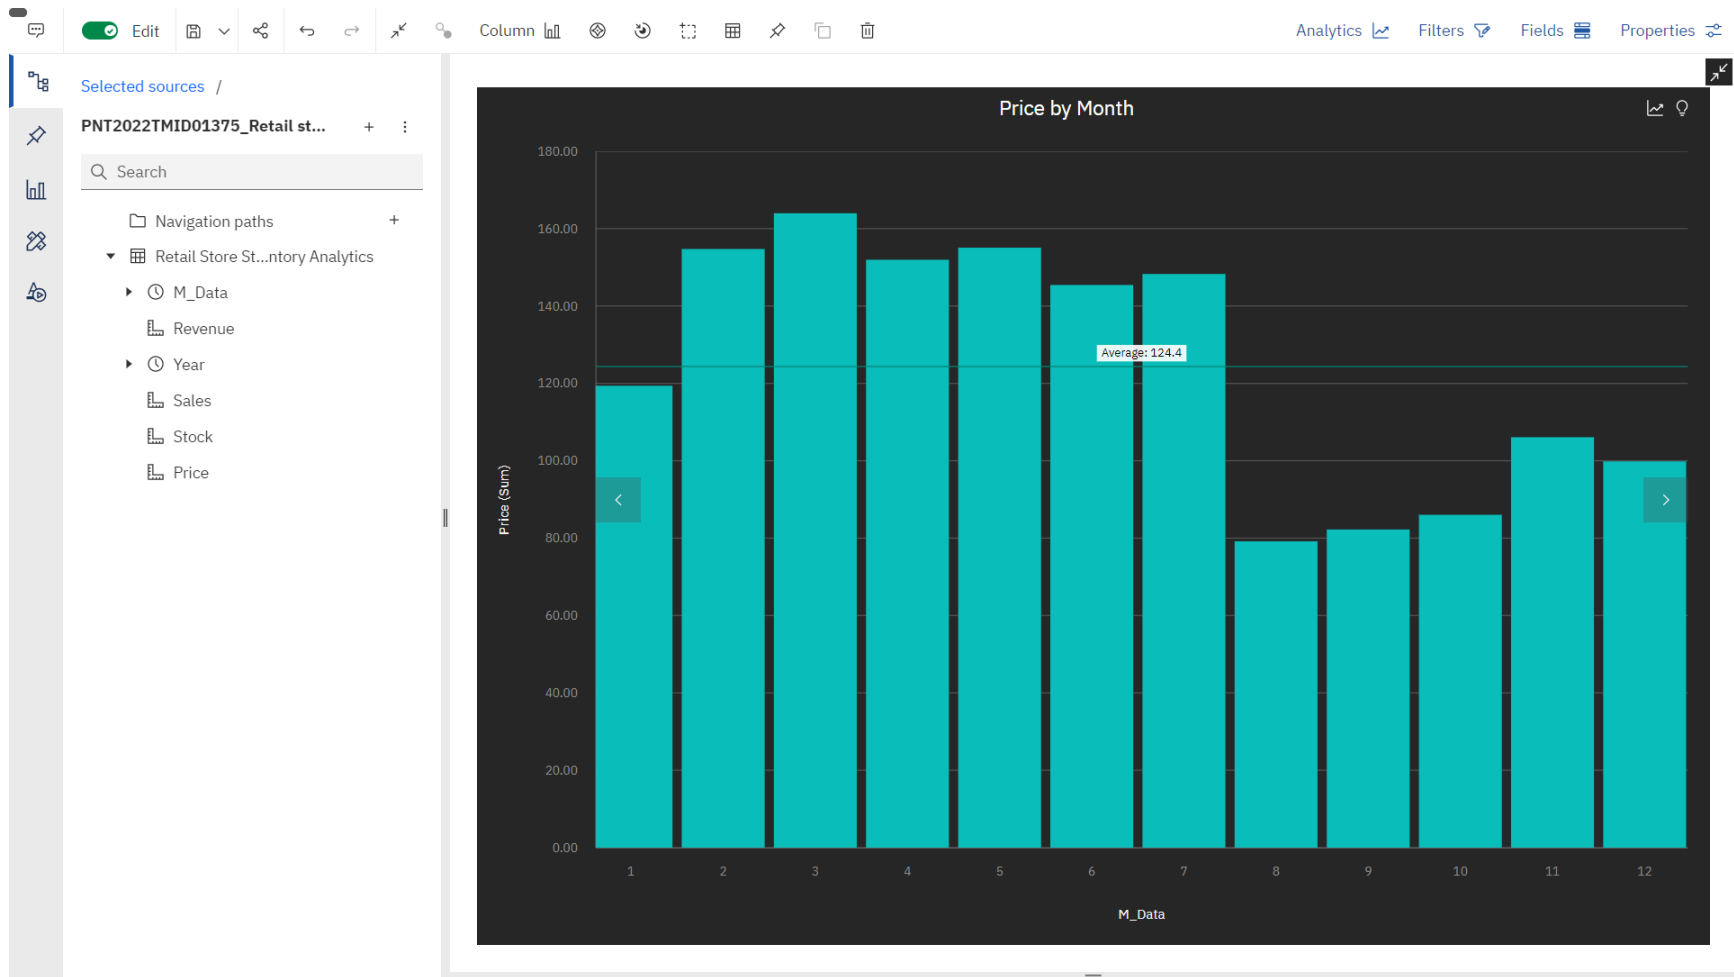 Edit
Column
Analytics
Filters
Fields
Properties
Selected sources /
PNT2022TMID01375_Retail st...
Search
Navigation paths
Retail Store St...ntory Analytics
M_Data
Revenue
Year
Sales
Stock
Price
Price by Month
180.00
160.00
140.00
120.00
100.00
80.00
60.00
40.00
20.00
0.00
Price (Sum)
Average: 124.4
1 2 3 4 5 6 7 8 9 10 11 12
M_Data